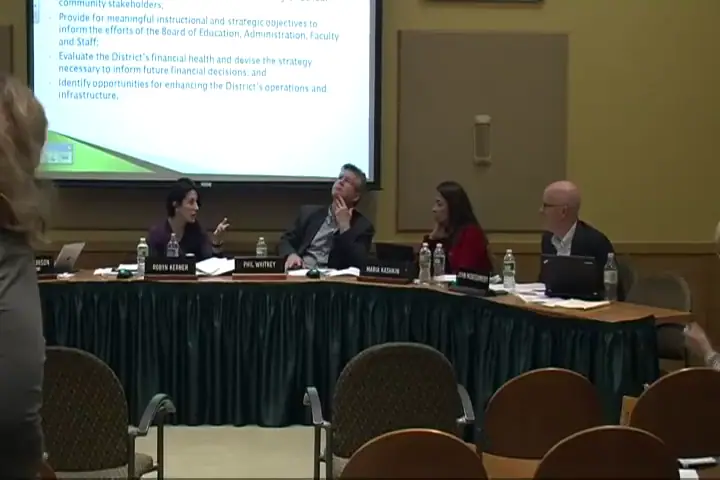 community stakeholders;
Provide for meaningful instructional and strategic objectives to
inform the efforts of the Board of Education, Administration, Faculty
and Staff;
Evaluate the District's financial health and devise the strategy
necessary to inform future financial decisions; and
Identify opportunities for enhancing the District's operations and
infrastructure.
ROBYN KERNER
PHIL WHITNEY
MARIA KASHKIN